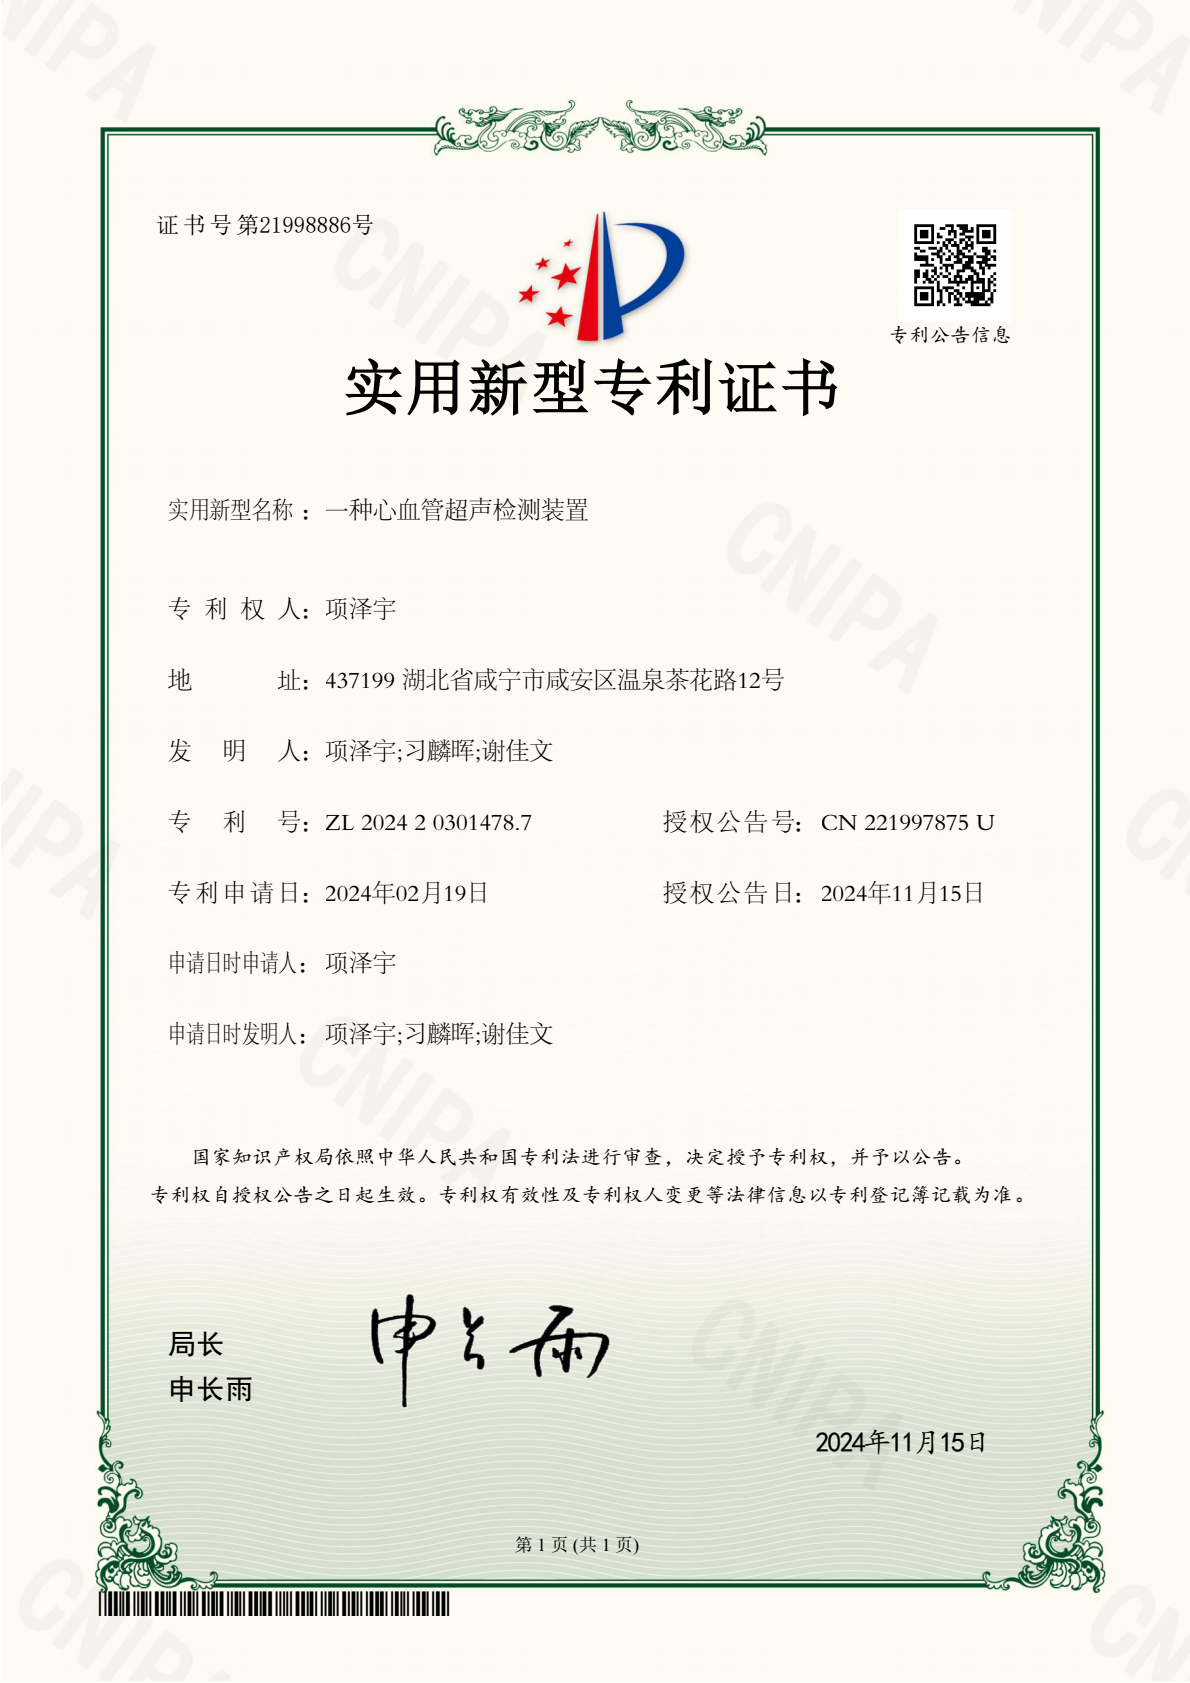 证书号第21998886号
专利公告信息
实用新型专利证书
实用新型名称：一种心血管超声检测装置
专利权人：项泽宇
地址：437199 湖北省咸宁市咸安区温泉茶花路12号
发明人：项泽宇;习麟晖;谢佳文
专利号：ZL 2024 2 0301478.7 授权公告号：CN 221997875 U
专利申请日：2024年02月19日 授权公告日：2024年11月15日
申请日时申请人：项泽宇
申请日时发明人：项泽宇;习麟晖;谢佳文
国家知识产权局依照中华人民共和国专利法进行审查，决定授予专利权，并予以公告。
专利权自授权公告之日起生效。专利权有效性及专利权人变更等法律信息以专利登记簿记载为准。
局长
申长雨
申长雨
2024年11月15日
第 1 页 (共 1 页)
CNIPA
CNIPA
CNIPA
CNIPA
CNIPA